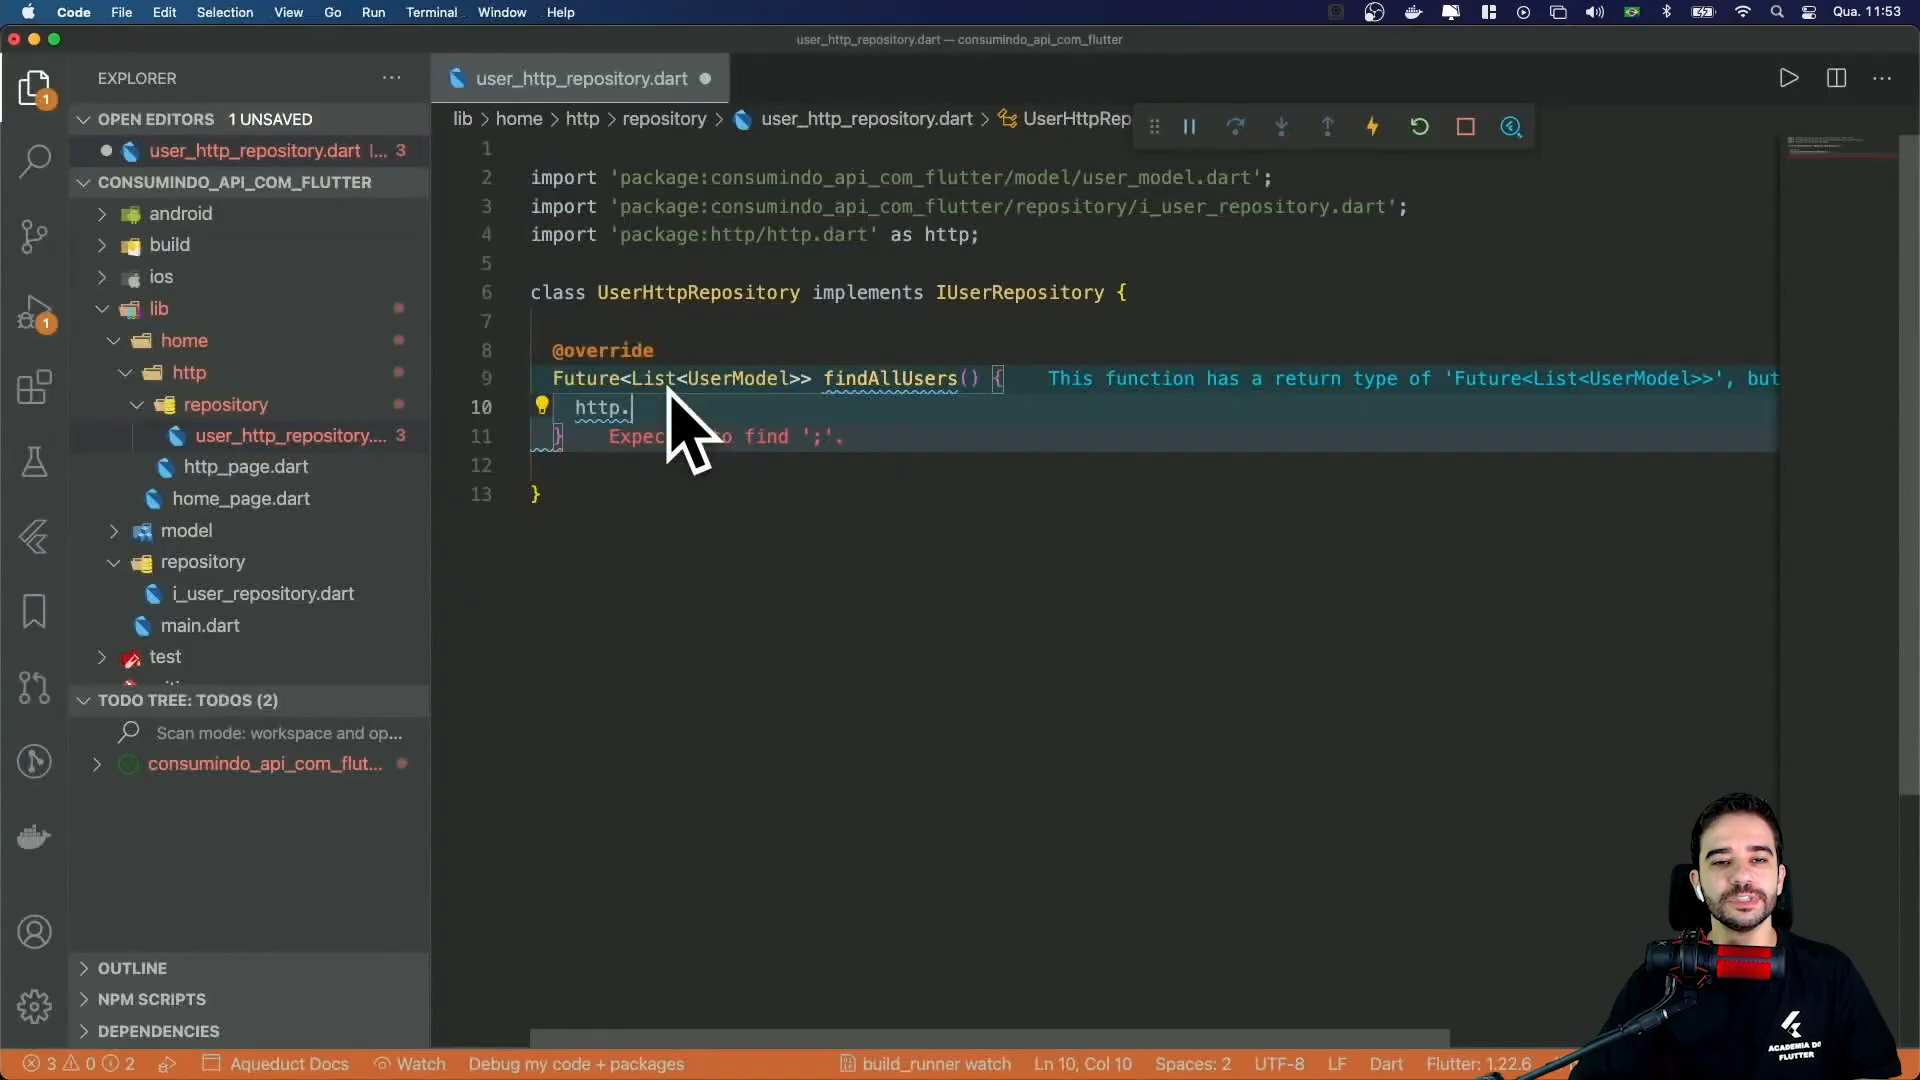 Code File Edit Selection View Go Run Terminal Window Help Qua. 11:53
user_http_repository.dart — consumindo_api_com_flutter
EXPLORER
user_http_repository.dart
OPEN EDITORS 1 UNSAVED
lib > home > http > repository > user_http_repository.dart > UserHttpRep
user_http_repository.dart l... 3
CONSUMINDO_API_COM_FLUTTER
android
build
ios
lib
home
http
repository
user_http_repository.... 3
http_page.dart
home_page.dart
model
repository
i_user_repository.dart
main.dart
test
TODO TREE: TODOS (2)
Scan mode: workspace and op...
consumindo_api_com_flut...
OUTLINE
NPM SCRIPTS
DEPENDENCIES
1
1
1
2 import 'package:consumindo_api_com_flutter/model/user_model.dart';
3 import 'package:consumindo_api_com_flutter/repository/i_user_repository.dart';
4 import 'package:http/http.dart' as http;
5
6 class UserHttpRepository implements IUserRepository {
7
8 @override
9 Future<List<UserModel>> findAllUsers() { This function has a return type of 'Future<List<UserModel>>', but
10 http.
11 } Expec o find ';'.
12
13 }
ACADEMIA DO
FLUTTER
3 0 2 Aqueduct Docs Watch Debug my code + packages build_runner watch Ln 10, Col 10 Spaces: 2 UTF-8 LF Dart Flutter: 1.22.6